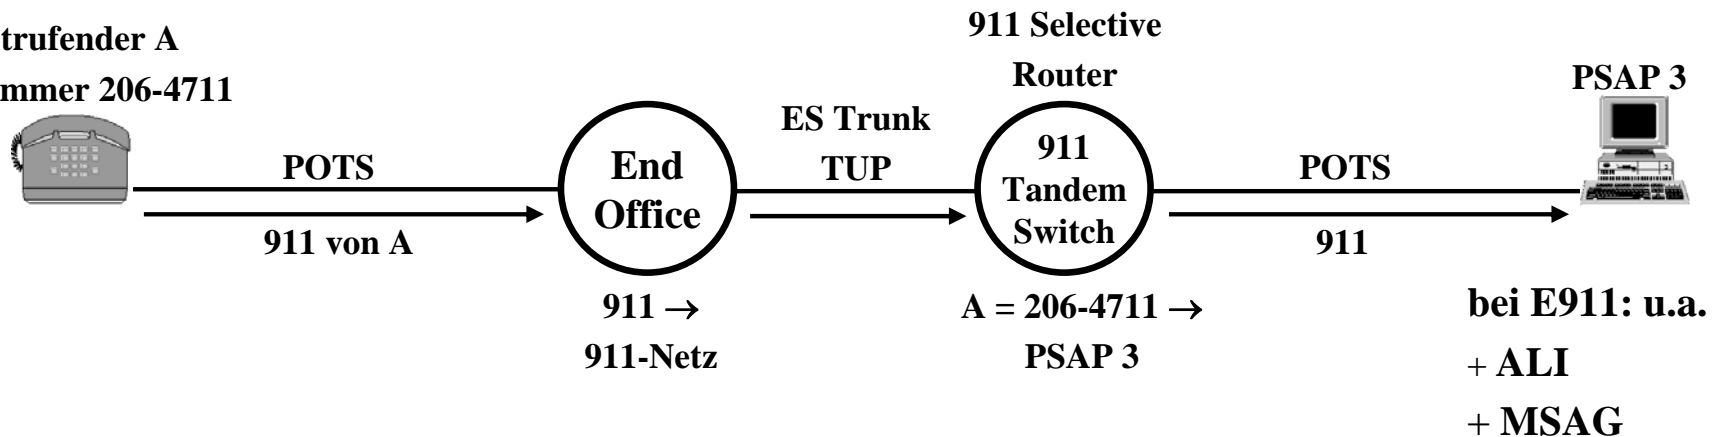 trufender A
mmer 206-4711
POTS
911 von A
End
Office
911 →
911-Netz
ES Trunk
TUP
911 Selective
Router
911
Tandem
Switch
A = 206-4711 →
PSAP 3
POTS
911
PSAP 3
bei E911: u.a.
+ ALI
+ MSAG